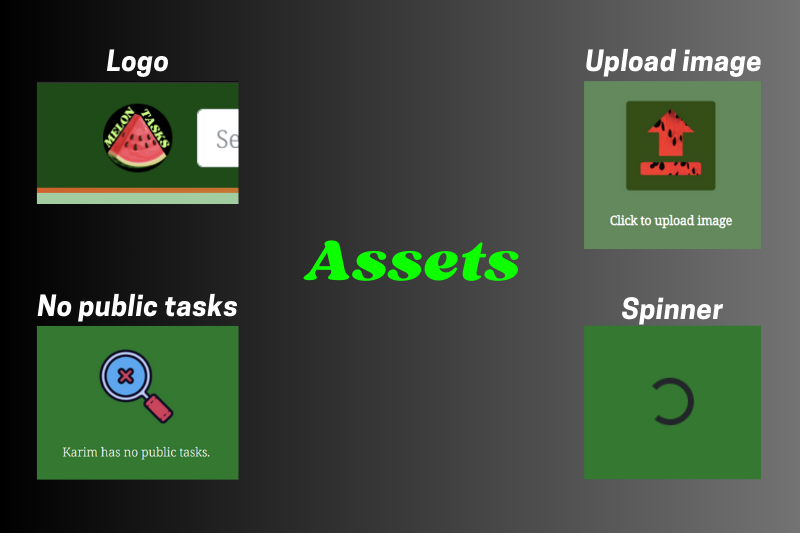 Logo
MELON TASKS
Se
Upload image
Click to upload image
Assets
No public tasks
Karim has no public tasks.
Spinner